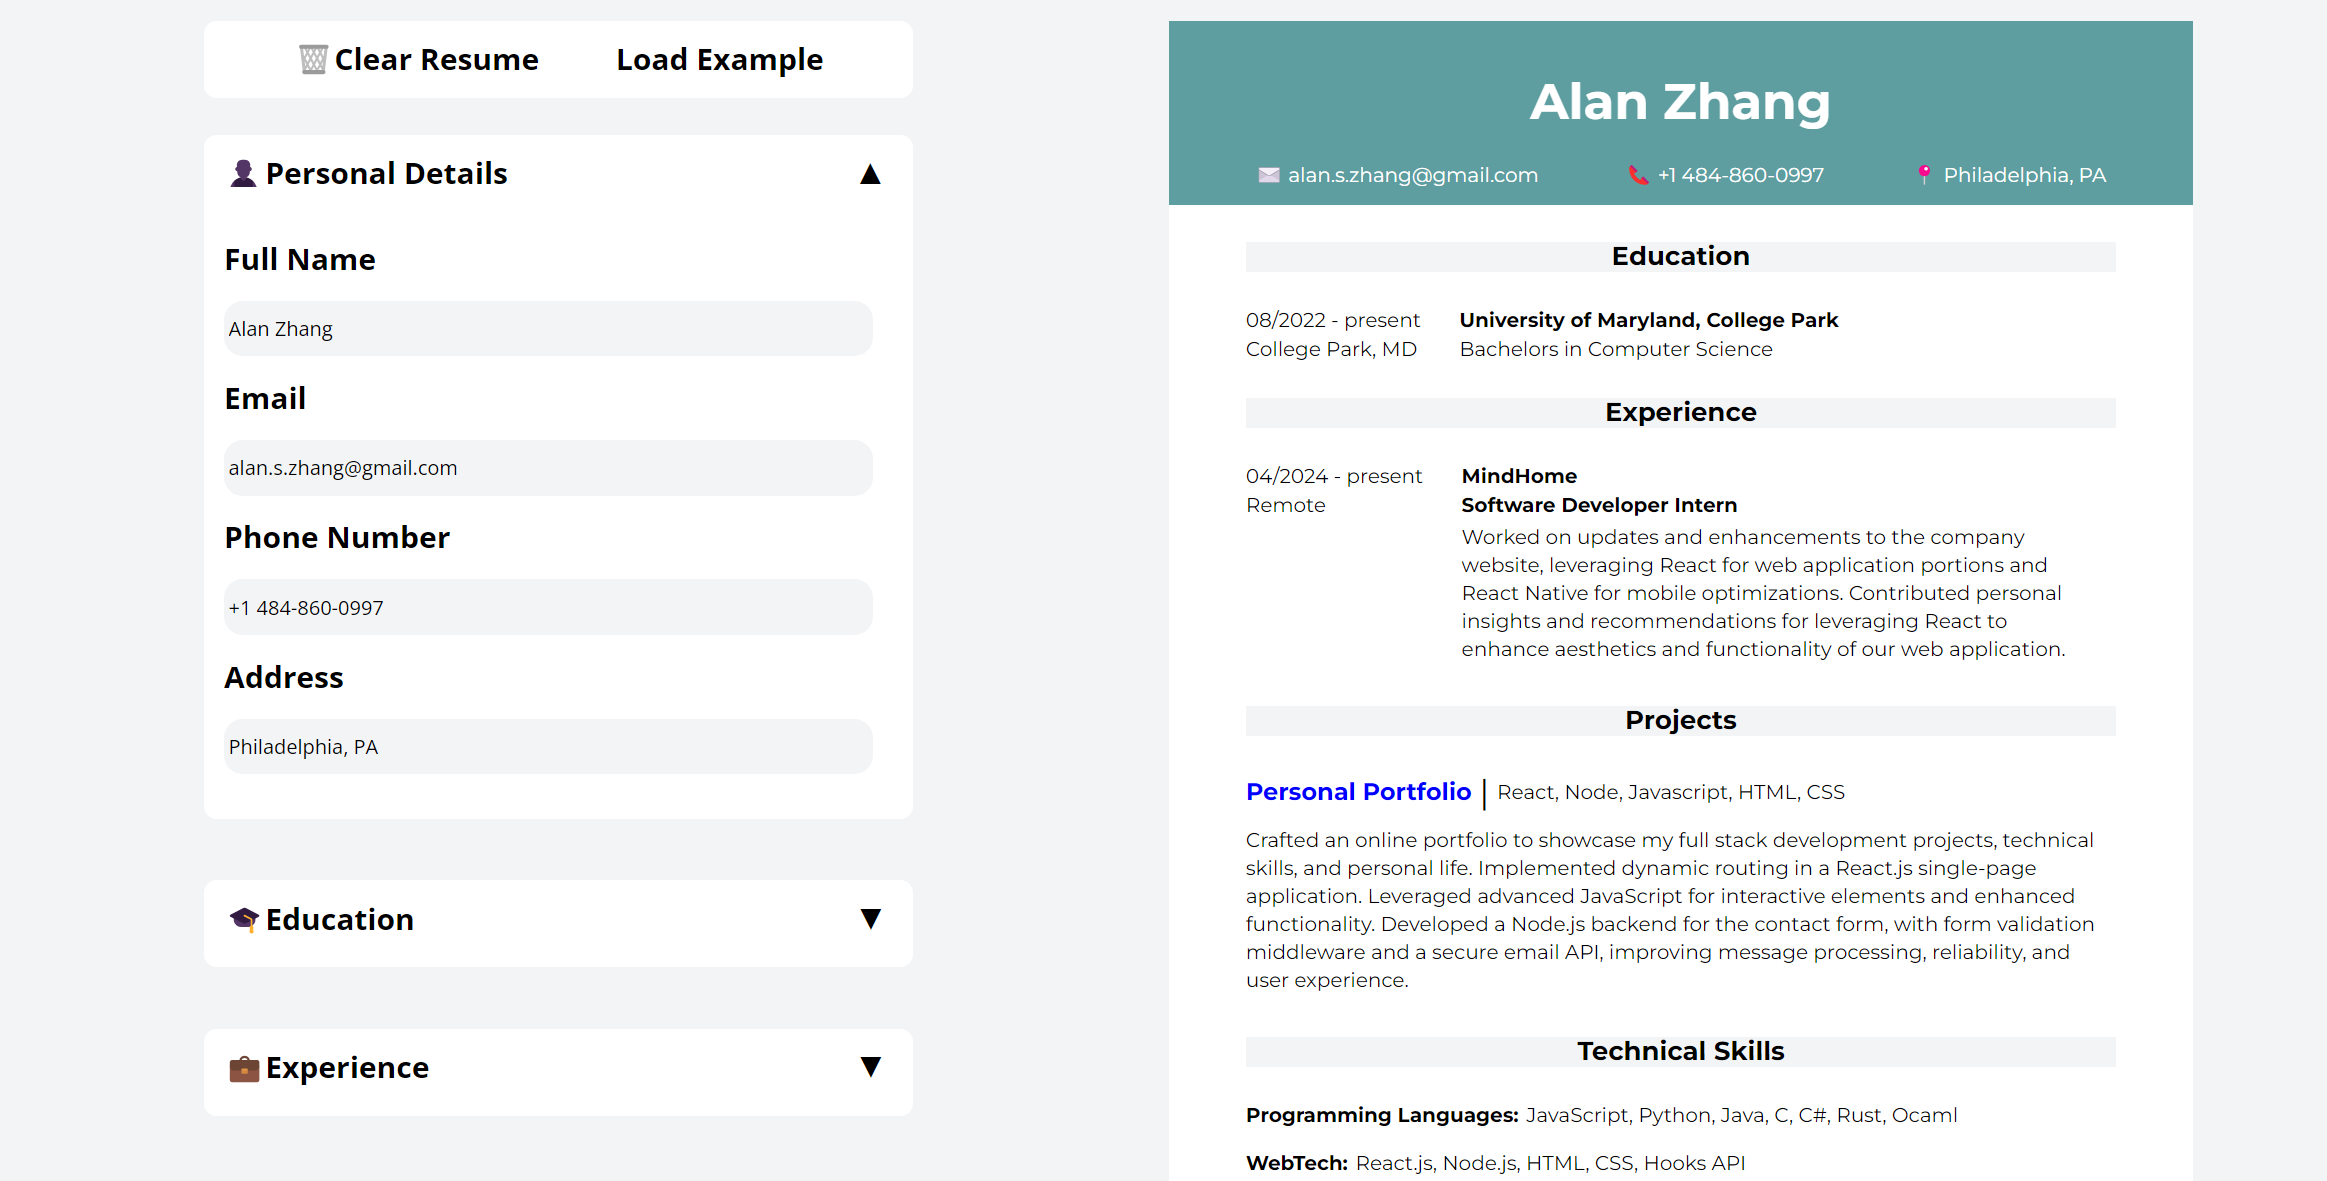 Clear Resume
Load Example
Personal Details
Full Name
Alan Zhang
Email
alan.s.zhang@gmail.com
Phone Number
+1 484-860-0997
Address
Philadelphia, PA
Education
Experience
Alan Zhang
alan.s.zhang@gmail.com
+1 484-860-0997
Philadelphia, PA
Education
08/2022 - present
College Park, MD
University of Maryland, College Park
Bachelors in Computer Science
Experience
04/2024 - present
Remote
MindHome
Software Developer Intern
Worked on updates and enhancements to the company
website, leveraging React for web application portions and
React Native for mobile optimizations. Contributed personal
insights and recommendations for leveraging React to
enhance aesthetics and functionality of our web application.
Projects
Personal Portfolio | React, Node, Javascript, HTML, CSS
Crafted an online portfolio to showcase my full stack development projects, technical
skills, and personal life. Implemented dynamic routing in a React.js single-page
application. Leveraged advanced JavaScript for interactive elements and enhanced
functionality. Developed a Node.js backend for the contact form, with form validation
middleware and a secure email API, improving message processing, reliability, and
user experience.
Technical Skills
Programming Languages: JavaScript, Python, Java, C, C#, Rust, Ocaml
WebTech: React.js, Node.js, HTML, CSS, Hooks API